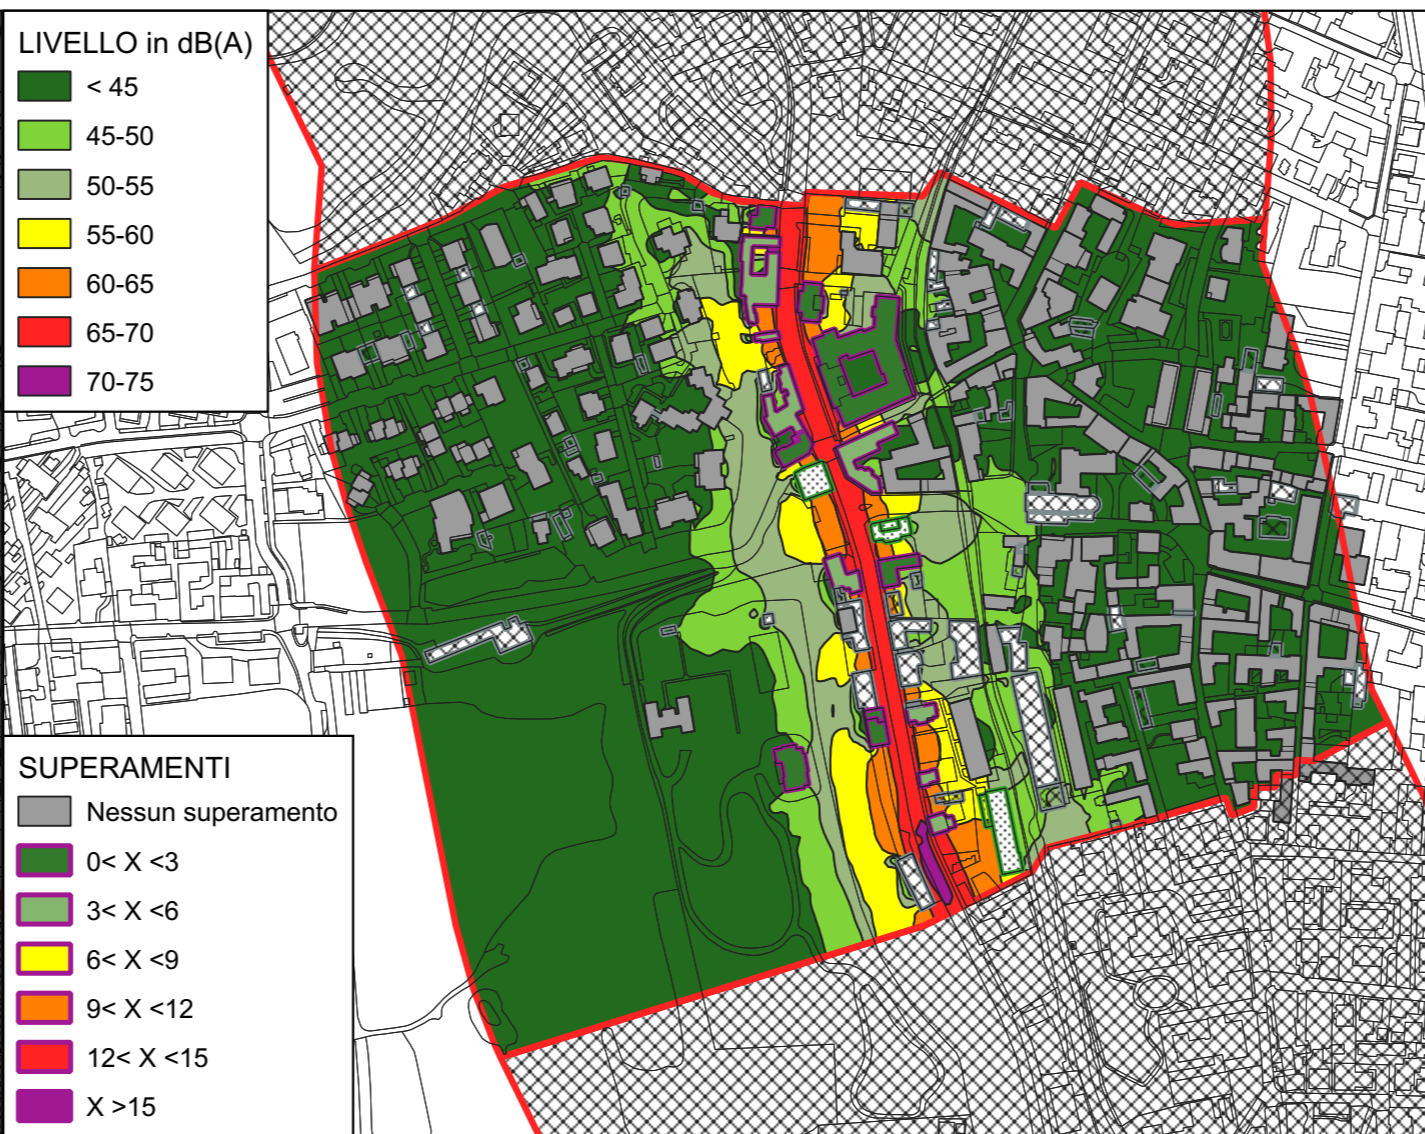 LIVELLO in dB(A)
< 45
45-50
50-55
55-60
60-65
65-70
70-75
SUPERAMENTI
Nessun superamento
0< X <3
3< X <6
6< X <9
9< X <12
12< X <15
X >15